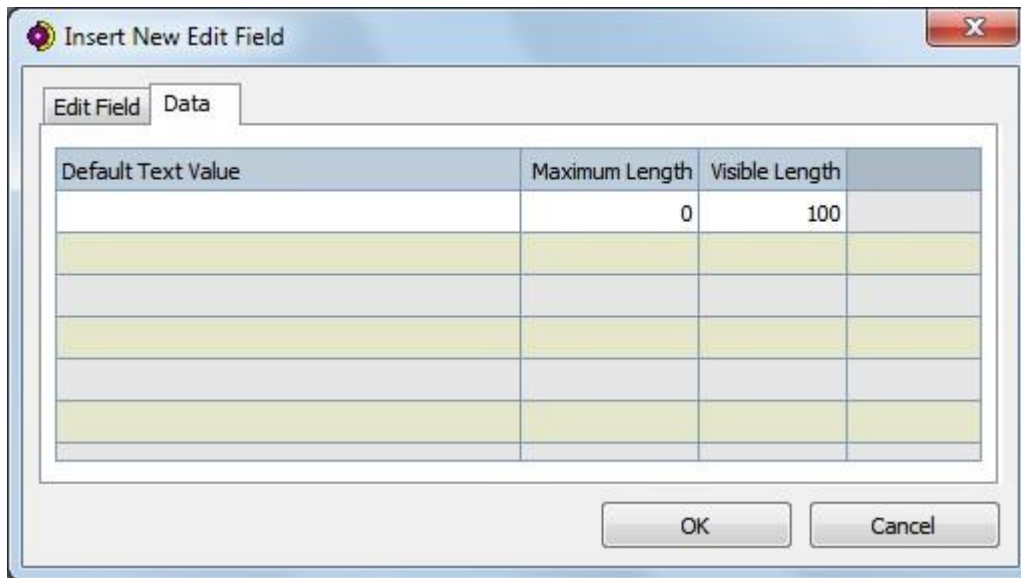 Insert New Edit Field
Edit Field Data
Default Text Value Maximum Length Visible Length
0 100
OK Cancel